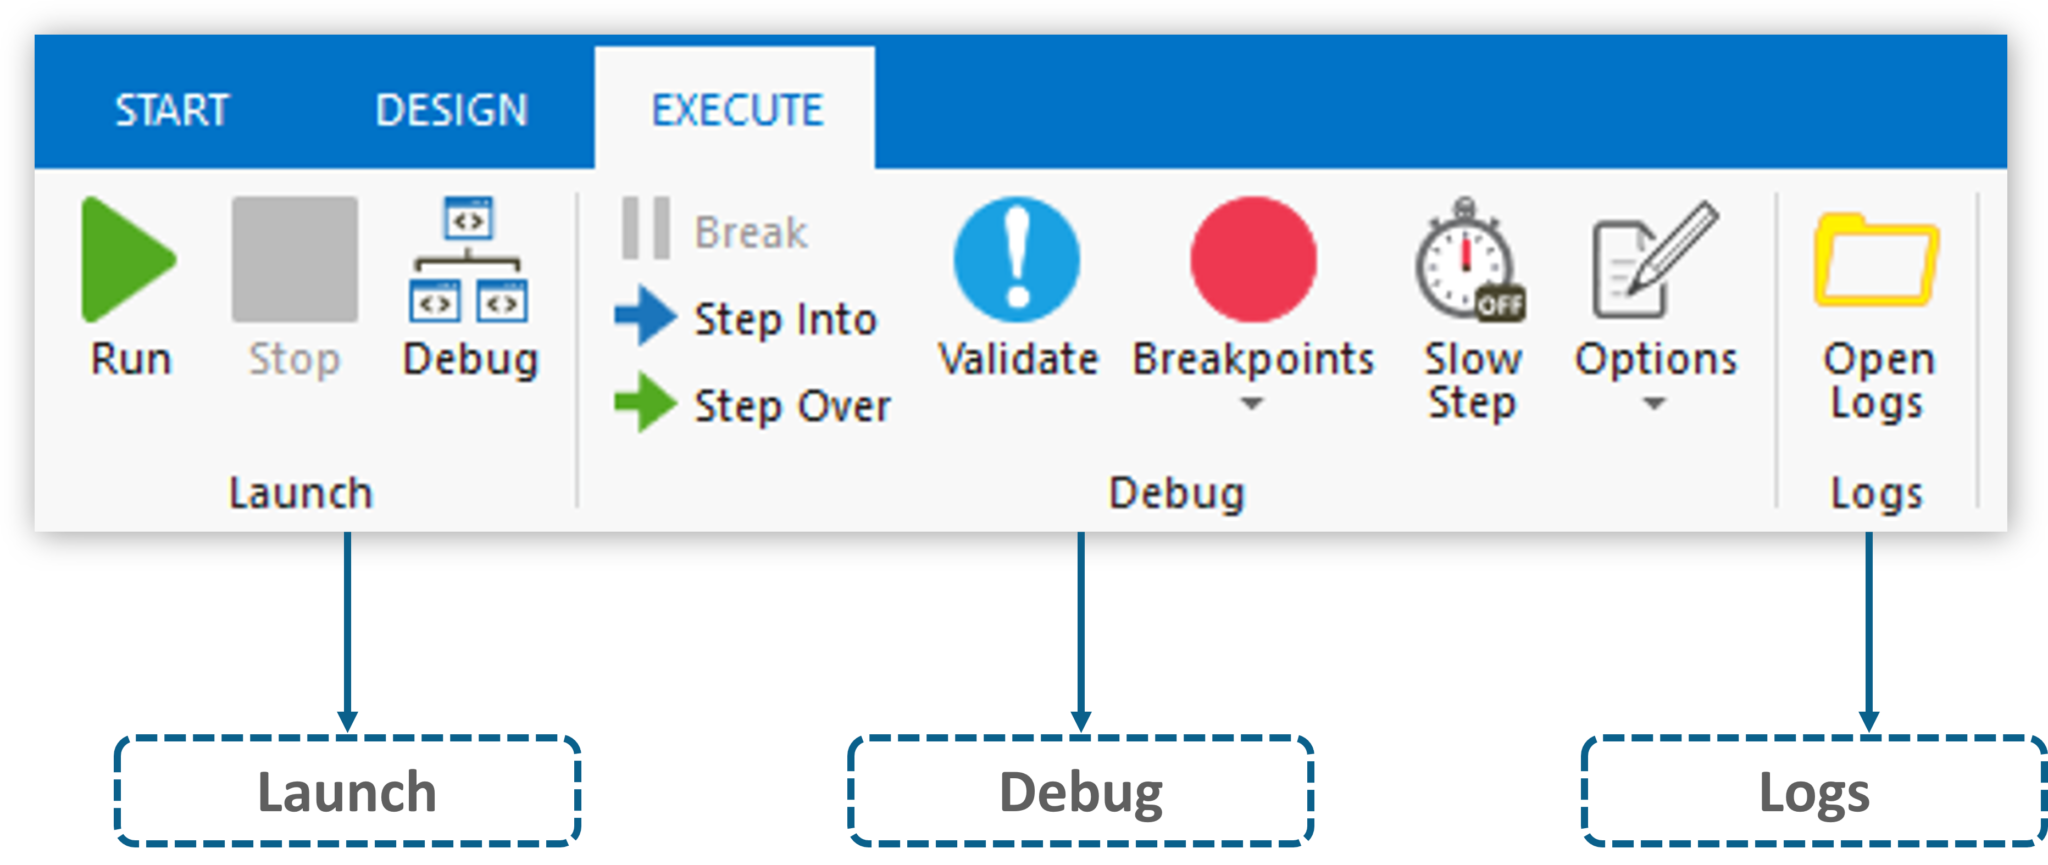 START DESIGN EXECUTE
Run Stop Debug
Break
Step Into
Step Over
Validate Breakpoints Slow Step Options
OFF
Open Logs
Launch Debug Logs
Launch Debug Logs